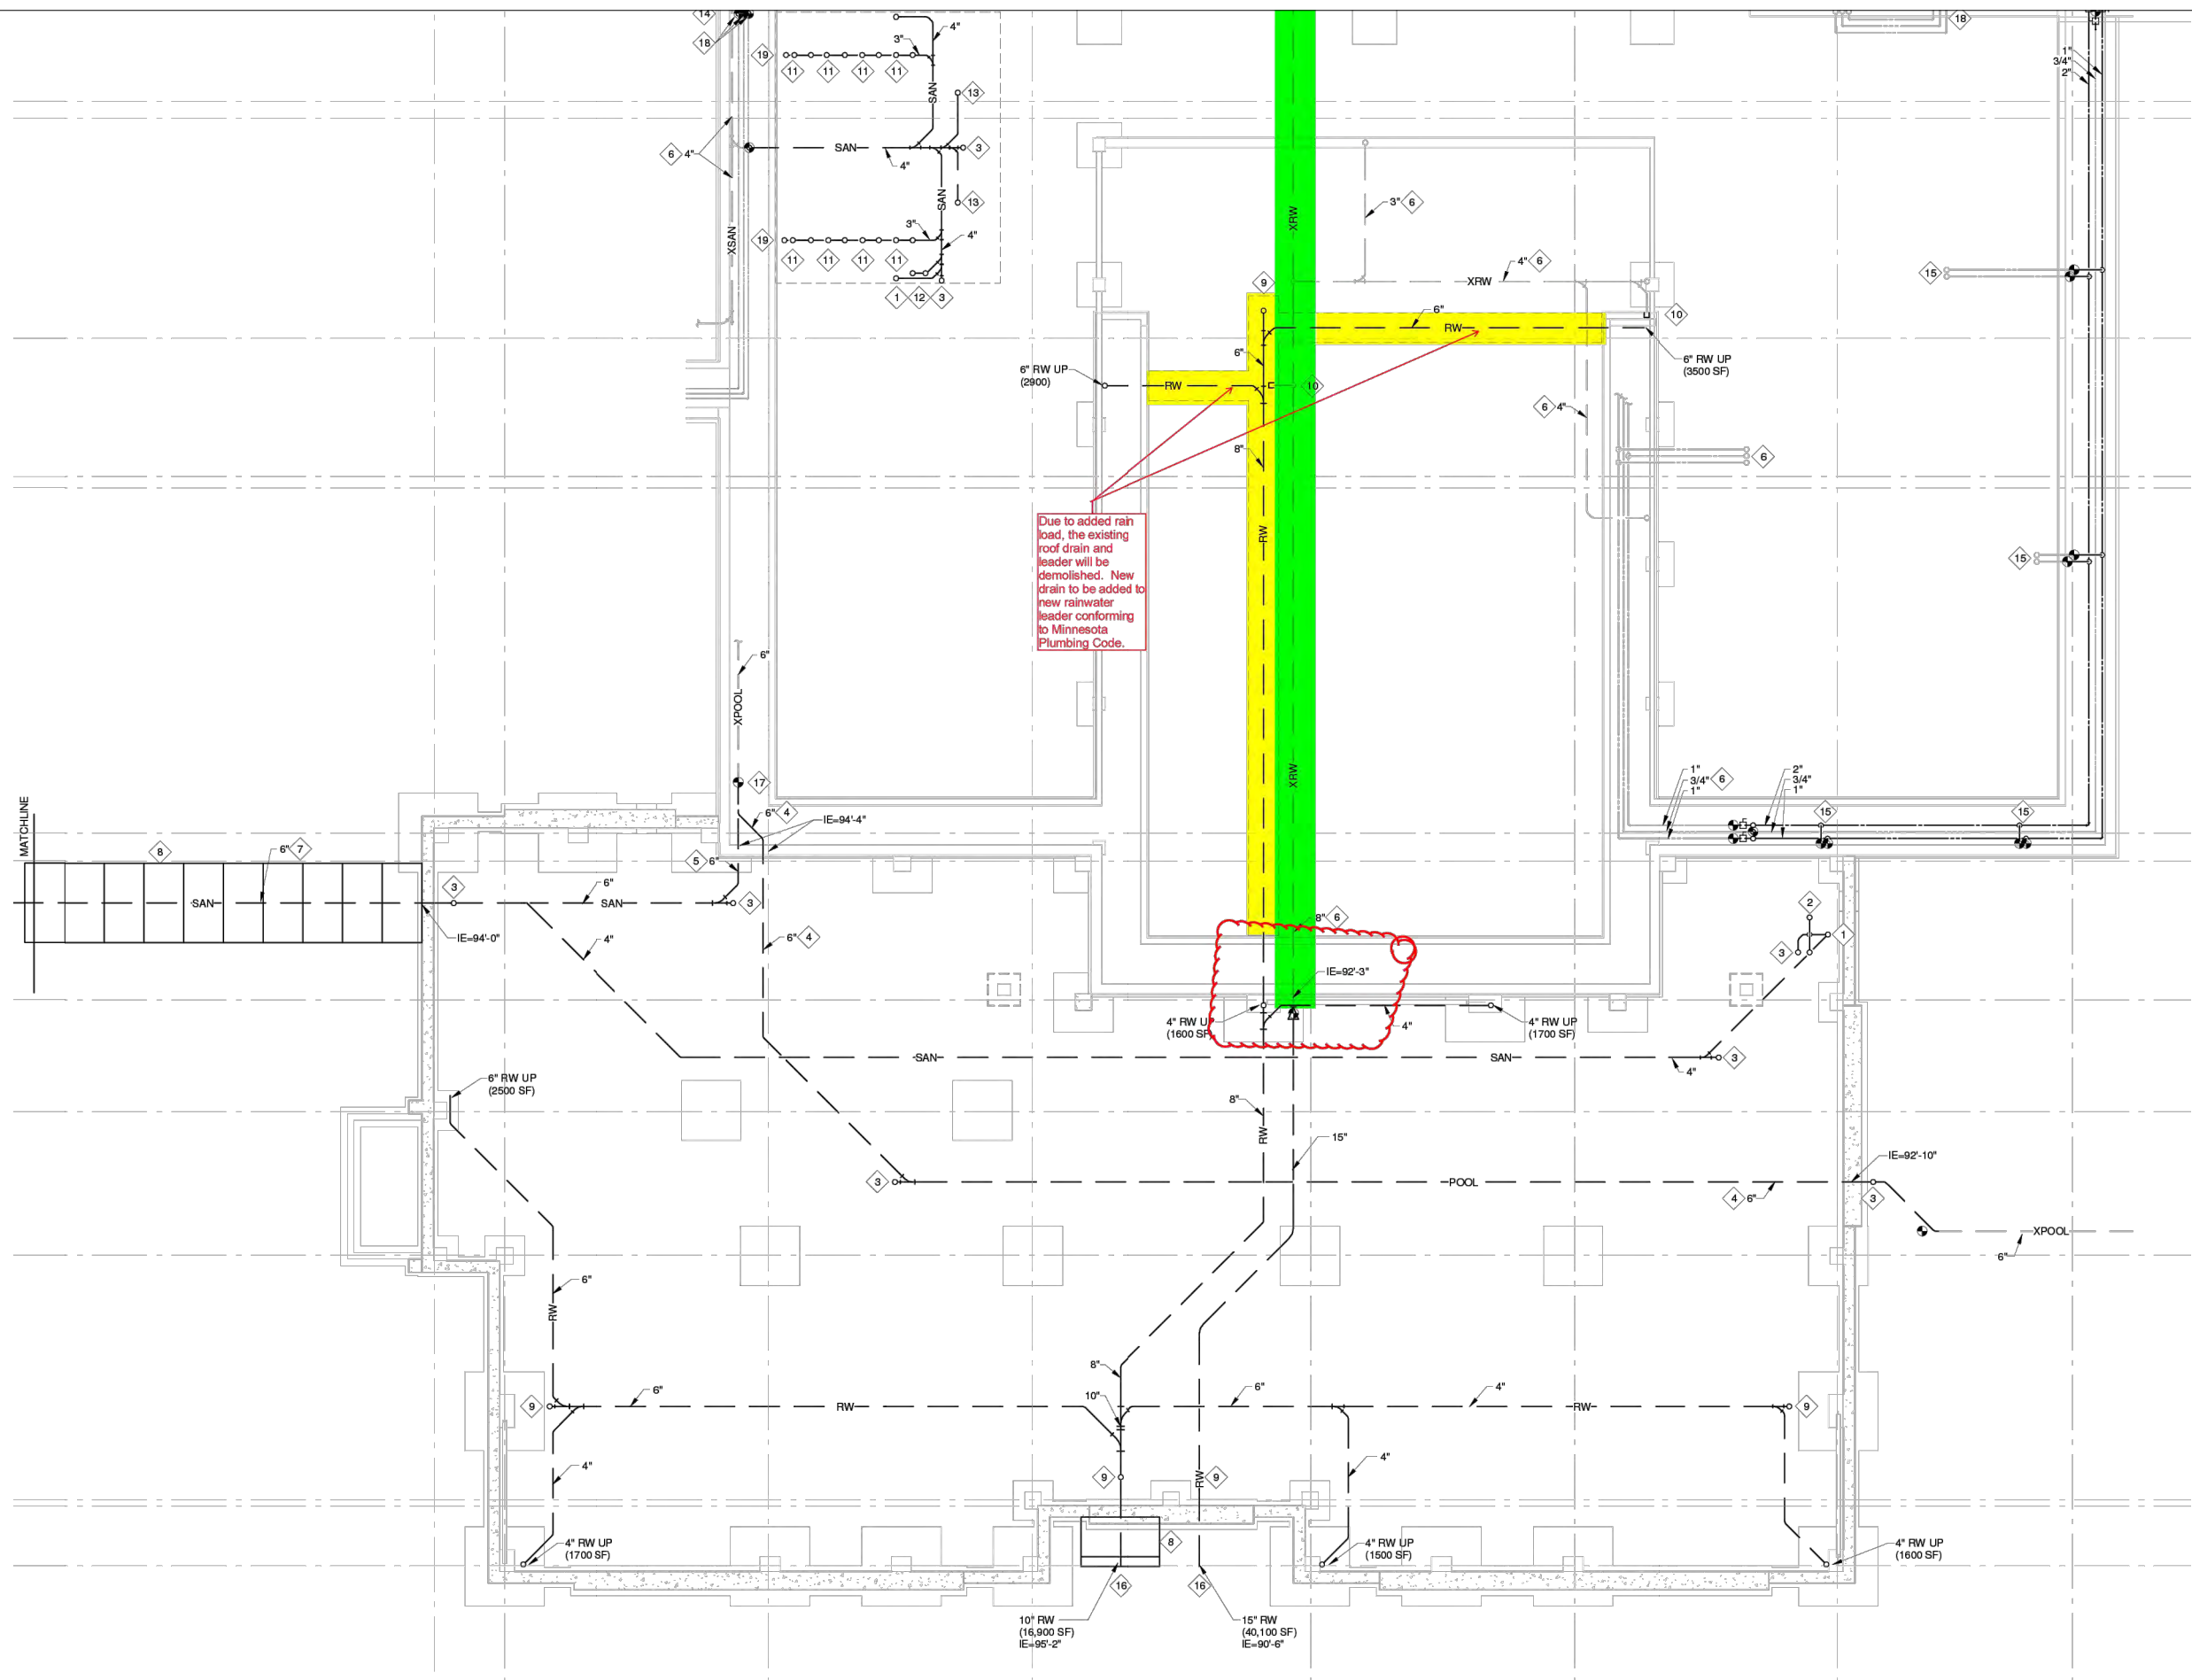 14
18
19
11
11
11
11
3"
4"
SAN
13
6
4"
SAN
4"
3
13
SAN
XSAN
3"
4"
19
11
11
11
11
1
12
3
XRW
3"
6
4"
6
XRW
9
10
6"
RW
6"
6" RW UP
(3500 SF)
6" RW UP
(2900)
RW
10
6
4"
8"
6
RW
18
1"
3/4"
2"
15
15
Due to added rain
load, the existing
roof drain and
leader will be
demolished. New
drain to be added to
new rainwater
leader conforming
to Minnesota
Plumbing Code.
6"
XPOOL
XRW
17
6"
4
IE=94'-4"
5
6"
1"
3/4"
6
1"
2"
3/4"
1"
15
15
MATCHLINE
8
6"
7
SAN
3
6"
SAN
3
IE=94'-0"
4"
6"
4
8"
6
IE=92'-3"
2
1
3
4" RW UP
(1600 SF)
4"
4" RW UP
(1700 SF)
SAN
SAN
4"
3
6" RW UP
(2500 SF)
8"
RW
15"
3
POOL
4
6"
IE=92'-10"
3
XPOOL
6"
6"
RW
8"
10"
9
6"
RW
6"
4"
RW
9
4"
4"
9
RW
9
4" RW UP
(1700 SF)
8
4" RW UP
(1500 SF)
4" RW UP
(1600 SF)
16
16
10" RW
(16,900 SF)
IE=95'-2"
15" RW
(40,100 SF)
IE=90'-6"